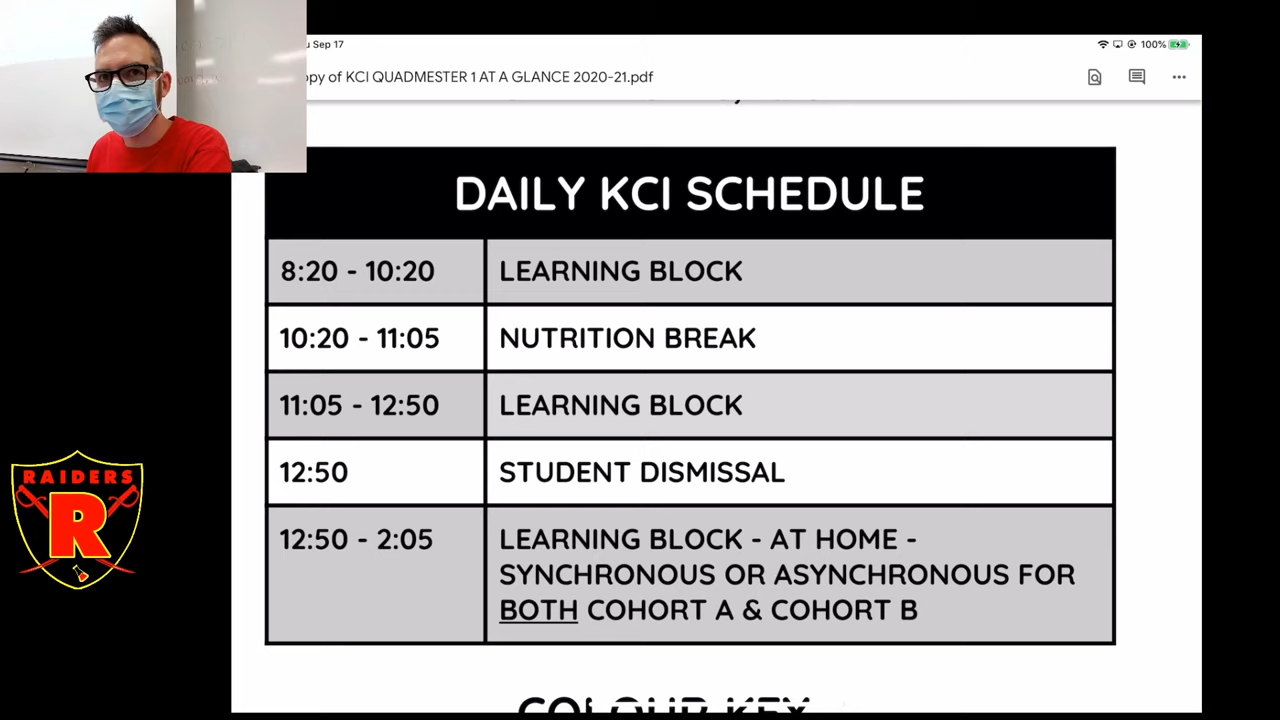 Sep 17
100%
opy of KCI QUADMESTER 1 AT A GLANCE 2020-21.pdf
DAILY KCI SCHEDULE
8:20 - 10:20 LEARNING BLOCK
10:20 - 11:05 NUTRITION BREAK
11:05 - 12:50 LEARNING BLOCK
12:50 STUDENT DISMISSAL
12:50 - 2:05 LEARNING BLOCK - AT HOME -
SYNCHRONOUS OR ASYNCHRONOUS FOR
BOTH COHORT A & COHORT B
COLOUR KEY
RAIDERS
R